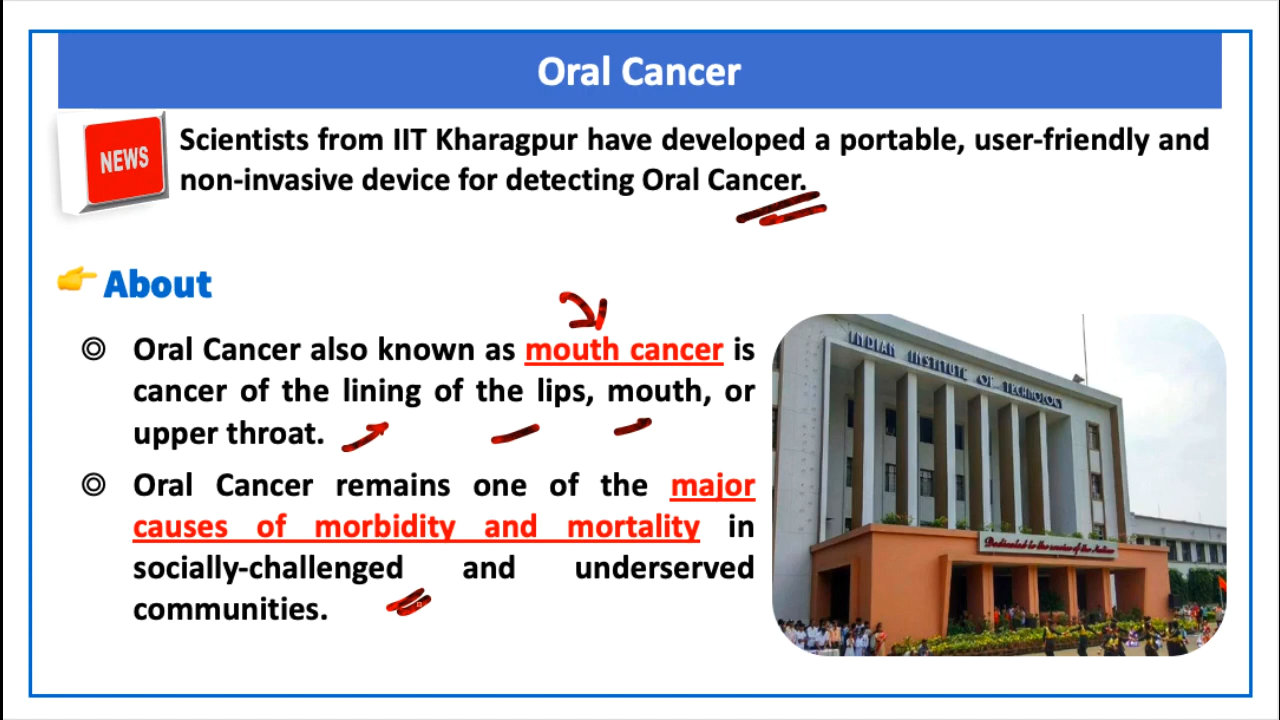 Oral Cancer
NEWS
Scientists from IIT Kharagpur have developed a portable, user-friendly and
non-invasive device for detecting Oral Cancer.
About
Oral Cancer also known as mouth cancer is
cancer of the lining of the lips, mouth, or
upper throat.
Oral Cancer remains one of the major
causes of morbidity and mortality in
socially-challenged and underserved
communities.
INDIAN INSTITUTE OF TECHNOLOGY
Dedicated to the service of the Nation